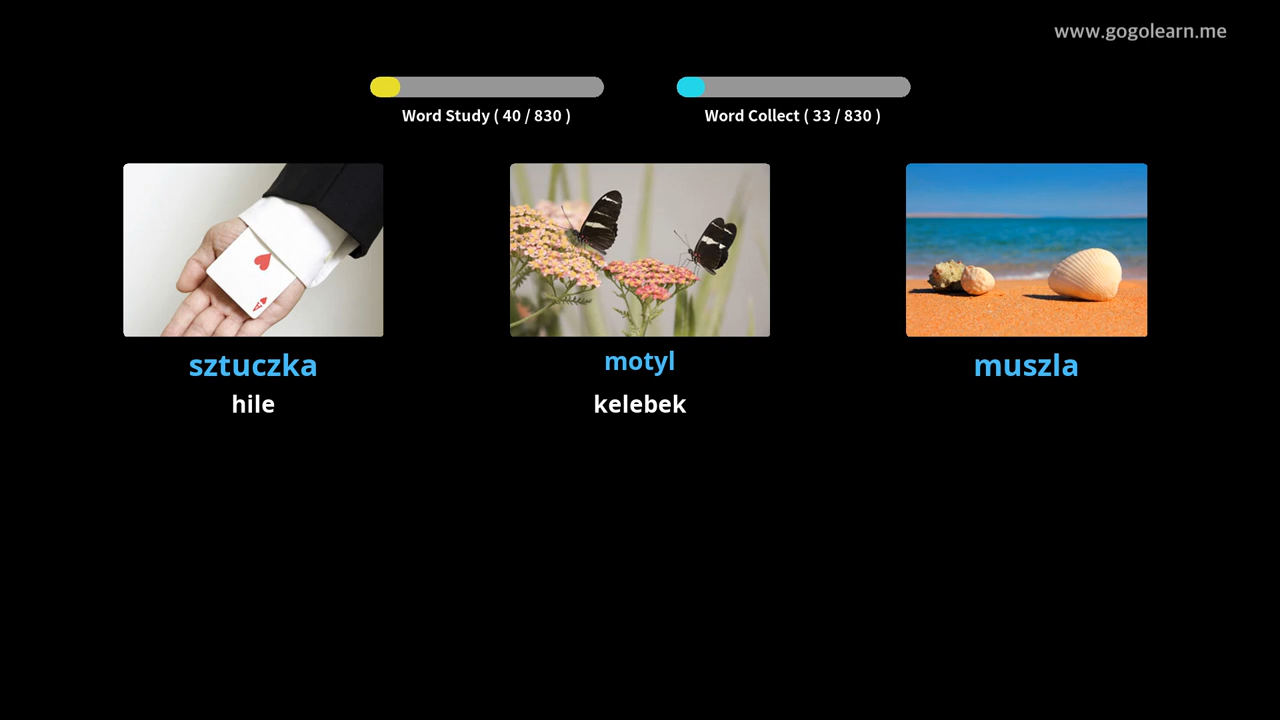 www.gogolearn.me
Word Study ( 40 / 830 )
Word Collect ( 33 / 830 )
sztuczka
hile
motyl
kelebek
muszla